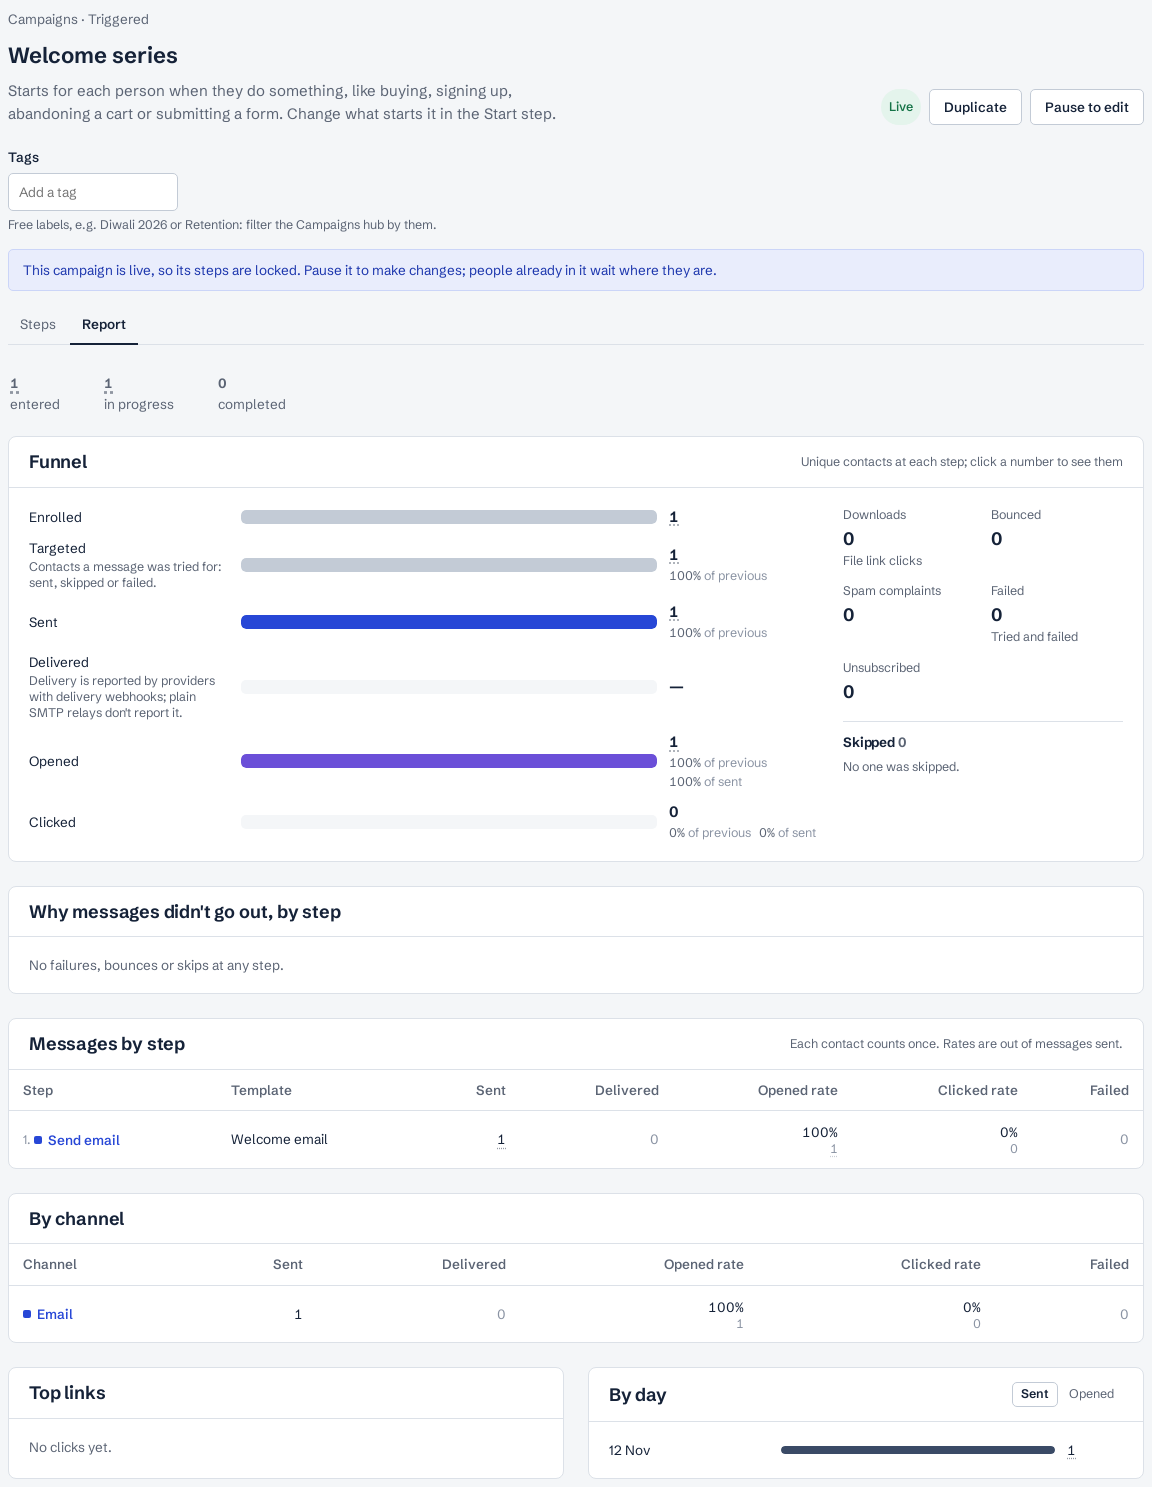 Campaigns · Triggered
Welcome series
Starts for each person when they do something, like buying, signing up,
abandoning a cart or submitting a form. Change what starts it in the Start step.
Live
Duplicate
Pause to edit
Tags
Add a tag
Free labels, e.g. Diwali 2026 or Retention: filter the Campaigns hub by them.
This campaign is live, so its steps are locked. Pause it to make changes; people already in it wait where they are.
Steps
Report
1
entered
1
in progress
0
completed
Funnel
Unique contacts at each step; click a number to see them
Enrolled
1
Targeted
Contacts a message was tried for:
sent, skipped or failed.
1
100% of previous
Sent
1
100% of previous
Delivered
Delivery is reported by providers
with delivery webhooks; plain
SMTP relays don't report it.
—
Opened
1
100% of previous
100% of sent
Clicked
0
0% of previous 0% of sent
Downloads
0
File link clicks
Bounced
0
Spam complaints
0
Failed
0
Tried and failed
Unsubscribed
0
Skipped 0
No one was skipped.
Why messages didn't go out, by step
No failures, bounces or skips at any step.
Messages by step
Each contact counts once. Rates are out of messages sent.
Step Template Sent Delivered Opened rate Clicked rate Failed
1. Send email Welcome email 1 0 100% 0% 0
1 0
By channel
Channel Sent Delivered Opened rate Clicked rate Failed
Email 1 0 100% 0% 0
1 0
Top links
No clicks yet.
By day
Sent
Opened
12 Nov 1